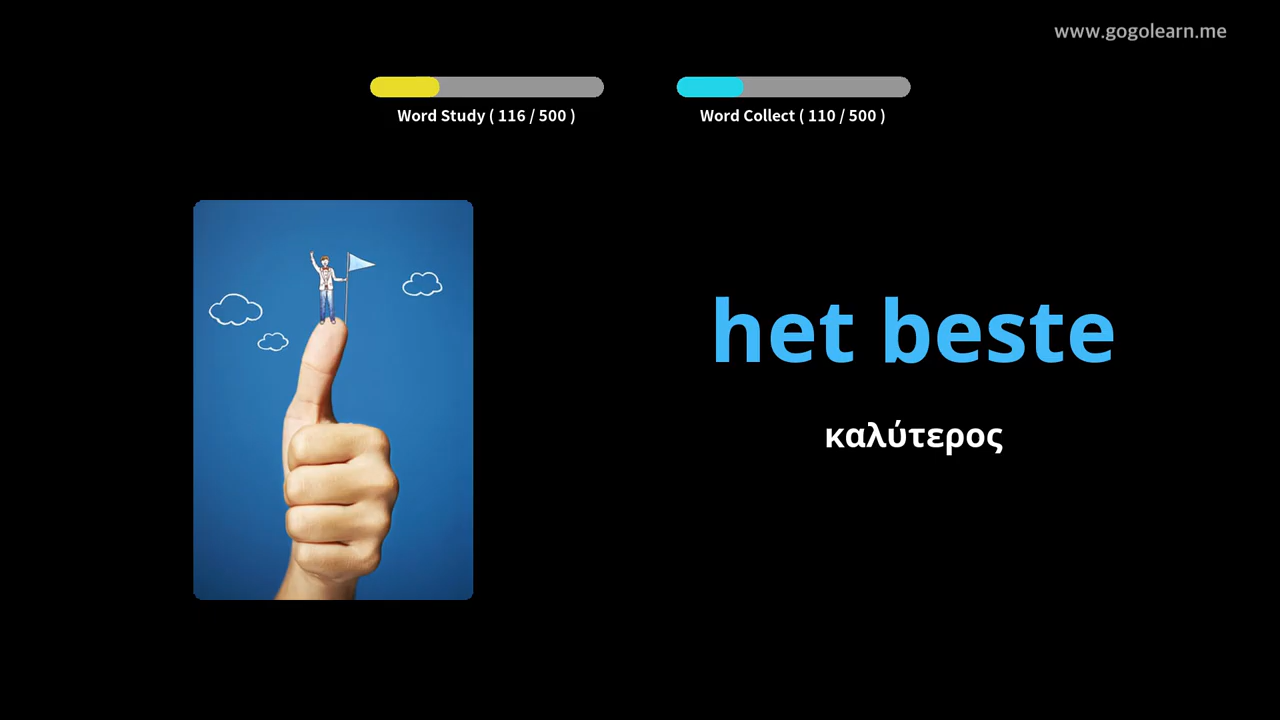 www.gogolearn.me
Word Study ( 116 / 500 )
Word Collect ( 110 / 500 )
het beste
καλύτερος